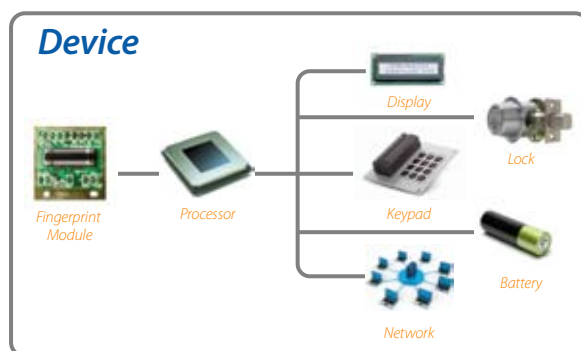 Device
Display
Lock
Fingerprint
Module
Processor
Keypad
Battery
Network